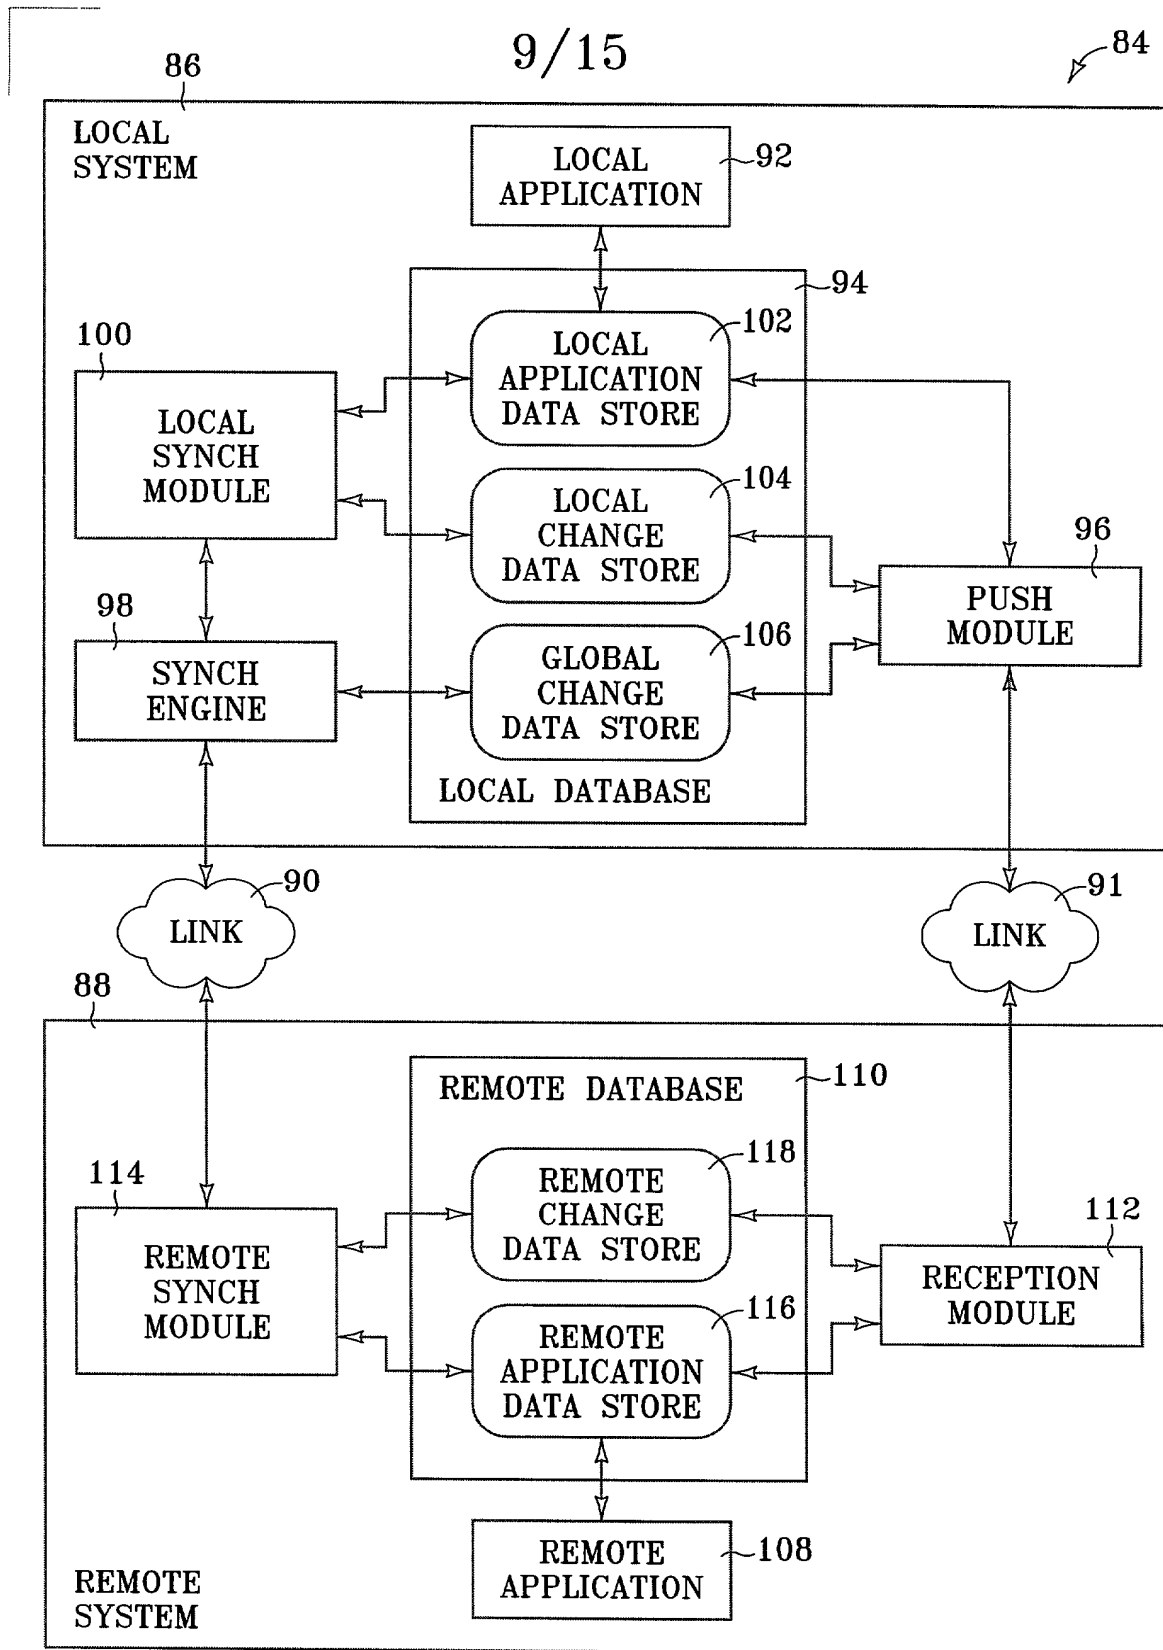 9/15
84
86
LOCAL
SYSTEM
LOCAL
APPLICATION
92
94
100
LOCAL
SYNCH
MODULE
LOCAL
APPLICATION
DATA STORE
102
LOCAL
CHANGE
DATA STORE
104
96
PUSH
MODULE
98
SYNCH
ENGINE
GLOBAL
CHANGE
DATA STORE
106
LOCAL DATABASE
90
LINK
91
LINK
88
REMOTE DATABASE
110
114
REMOTE
SYNCH
MODULE
REMOTE
CHANGE
DATA STORE
118
112
RECEPTION
MODULE
REMOTE
APPLICATION
DATA STORE
116
REMOTE
APPLICATION
108
REMOTE
SYSTEM